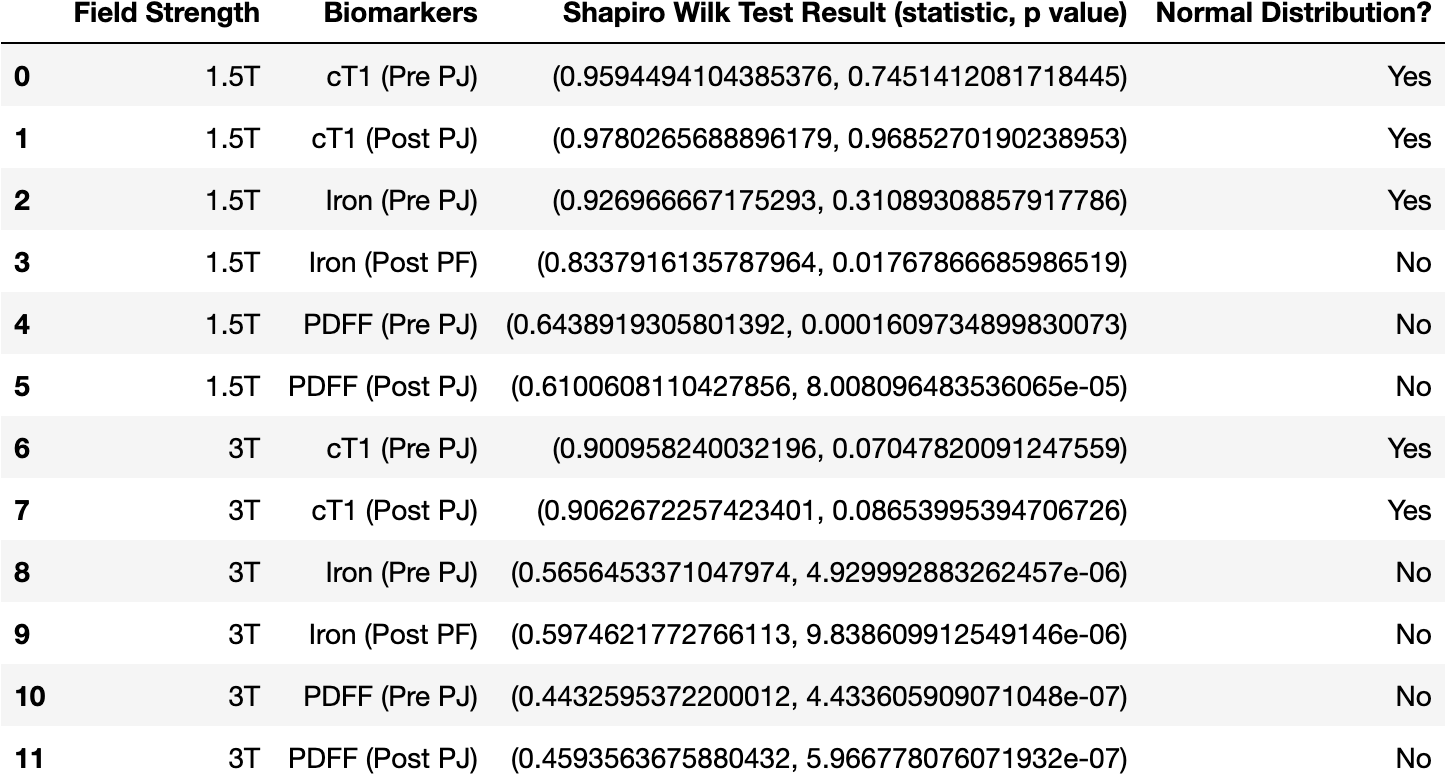 Field Strength Biomarkers Shapiro Wilk Test Result (statistic, p value) Normal Distribution?
0 1.5T cT1 (Pre PJ) (0.9594494104385376, 0.7451412081718445) Yes
1 1.5T cT1 (Post PJ) (0.9780265688896179, 0.9685270190238953) Yes
2 1.5T Iron (Pre PJ) (0.926966667175293, 0.31089308857917786) Yes
3 1.5T Iron (Post PF) (0.8337916135787964, 0.01767866685986519) No
4 1.5T PDFF (Pre PJ) (0.6438919305801392, 0.0001609734899830073) No
5 1.5T PDFF (Post PJ) (0.6100608110427856, 8.008096483536065e-05) No
6 3T cT1 (Pre PJ) (0.900958240032196, 0.07047820091247559) Yes
7 3T cT1 (Post PJ) (0.9062672257423401, 0.08653995394706726) Yes
8 3T Iron (Pre PJ) (0.5656453371047974, 4.929992883262457e-06) No
9 3T Iron (Post PF) (0.5974621772766113, 9.838609912549146e-06) No
10 3T PDFF (Pre PJ) (0.4432595372200012, 4.433605909071048e-07) No
11 3T PDFF (Post PJ) (0.4593563675880432, 5.966778076071932e-07) No